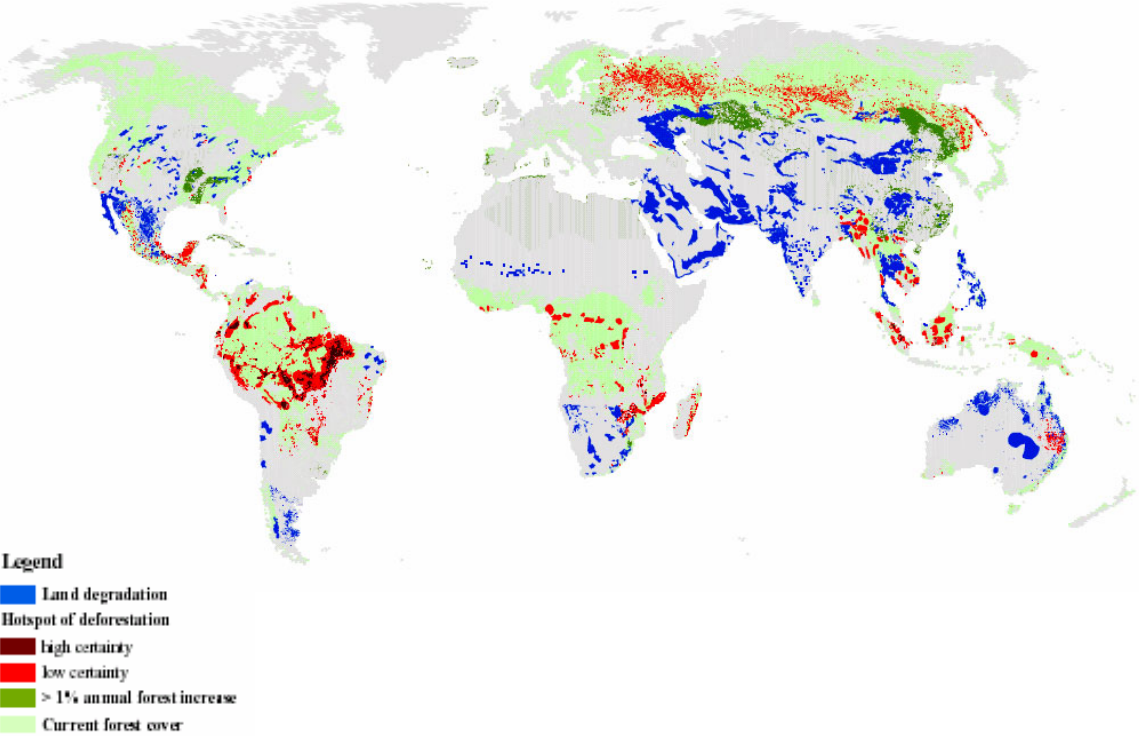 Legend
Land degradation
Hotspot of deforestation
high certainty
low certainty
> 1% annual forest increase
Current forest cover